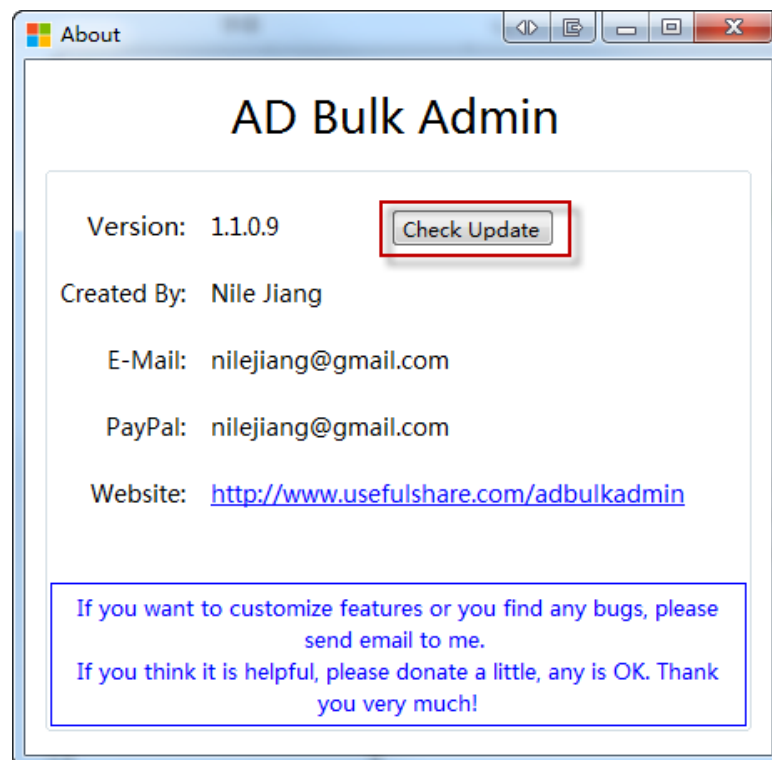 About
AD Bulk Admin
Version: 1.1.0.9 Check Update
Created By: Nile Jiang
E-Mail: nilejiang@gmail.com
PayPal: nilejiang@gmail.com
Website: http://www.usefulshare.com/adbulkadmin
If you want to customize features or you find any bugs, please
send email to me.
If you think it is helpful, please donate a little, any is OK. Thank
you very much!